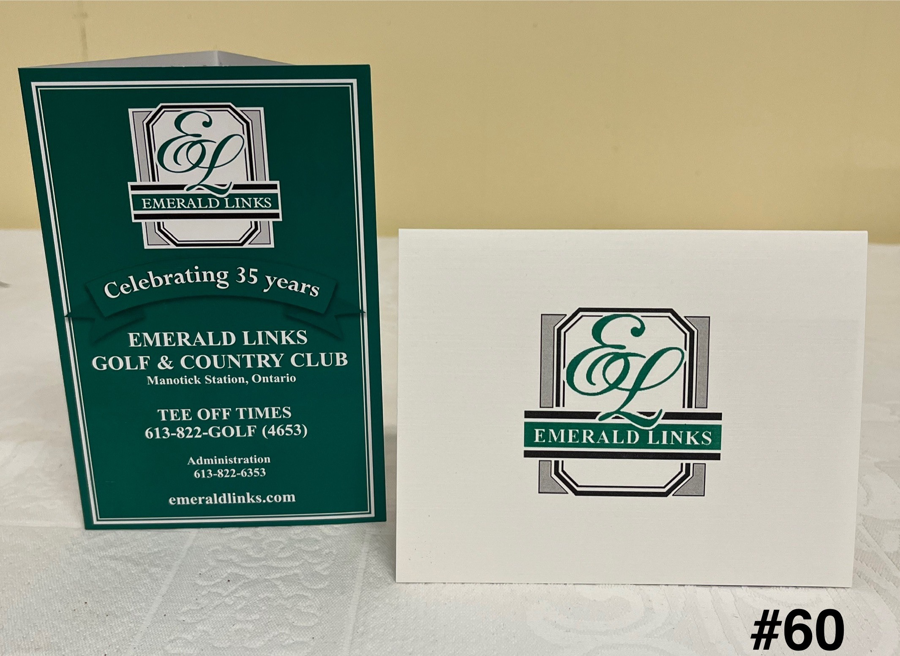 EL
EMERALD LINKS
Celebrating 35 years
EMERALD LINKS
GOLF & COUNTRY CLUB
Manotick Station, Ontario
TEE OFF TIMES
613-822-GOLF (4653)
Administration
613-822-6353
emeraldlinks.com
EL
EMERALD LINKS
#60